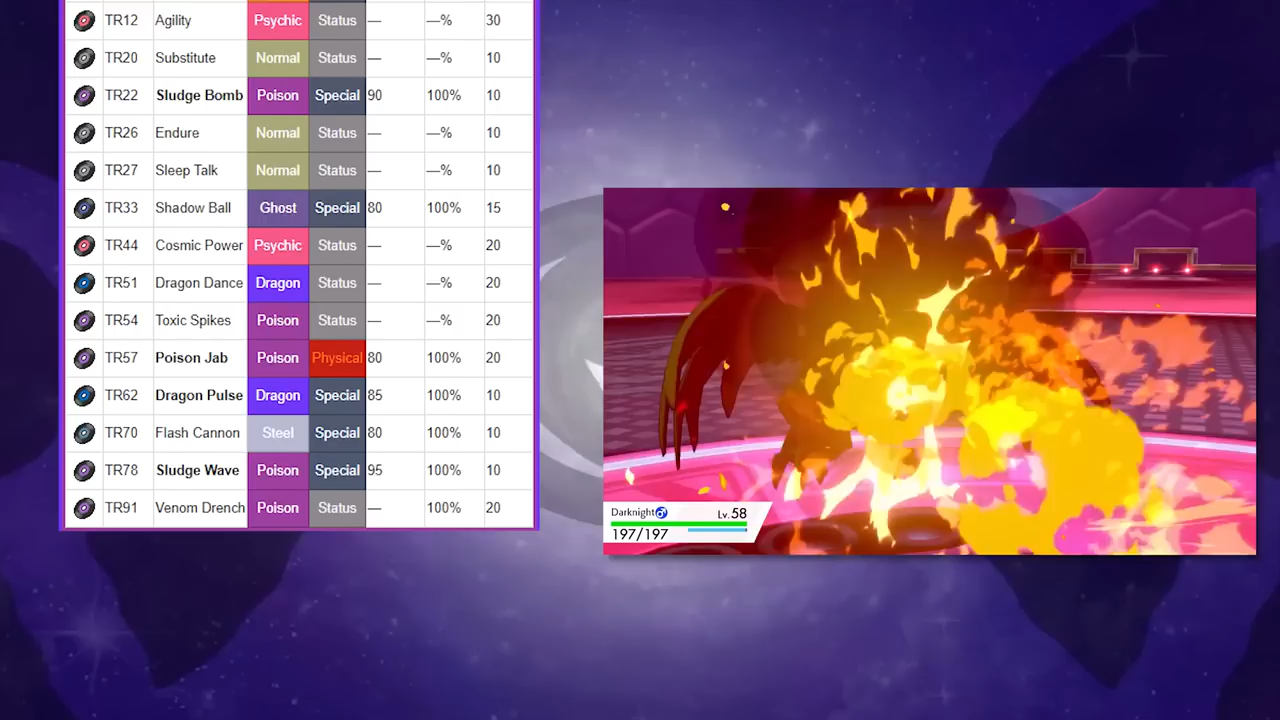 TR12 Agility Psychic Status — —% 30
TR20 Substitute Normal Status — —% 10
TR22 Sludge Bomb Poison Special 90 100% 10
TR26 Endure Normal Status — —% 10
TR27 Sleep Talk Normal Status — —% 10
TR33 Shadow Ball Ghost Special 80 100% 15
TR44 Cosmic Power Psychic Status — —% 20
TR51 Dragon Dance Dragon Status — —% 20
TR54 Toxic Spikes Poison Status — —% 20
TR57 Poison Jab Poison Physical 80 100% 20
TR62 Dragon Pulse Dragon Special 85 100% 10
TR70 Flash Cannon Steel Special 80 100% 10
TR78 Sludge Wave Poison Special 95 100% 10
TR91 Venom Drench Poison Status — 100% 20
Darknight♂ Lv. 58
197/197